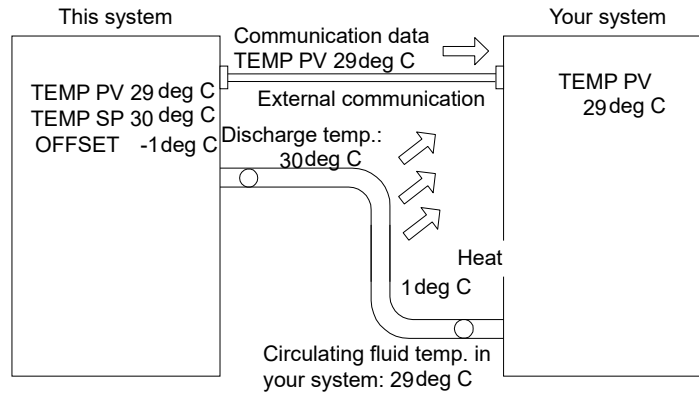 This system
Your system
Communication data
TEMP PV 29deg C
External communication
TEMP PV 29 deg C
TEMP SP 30 deg C
OFFSET -1deg C
TEMP PV
29deg C
Discharge temp.:
30deg C
Heat
1deg C
Circulating fluid temp. in
your system: 29deg C